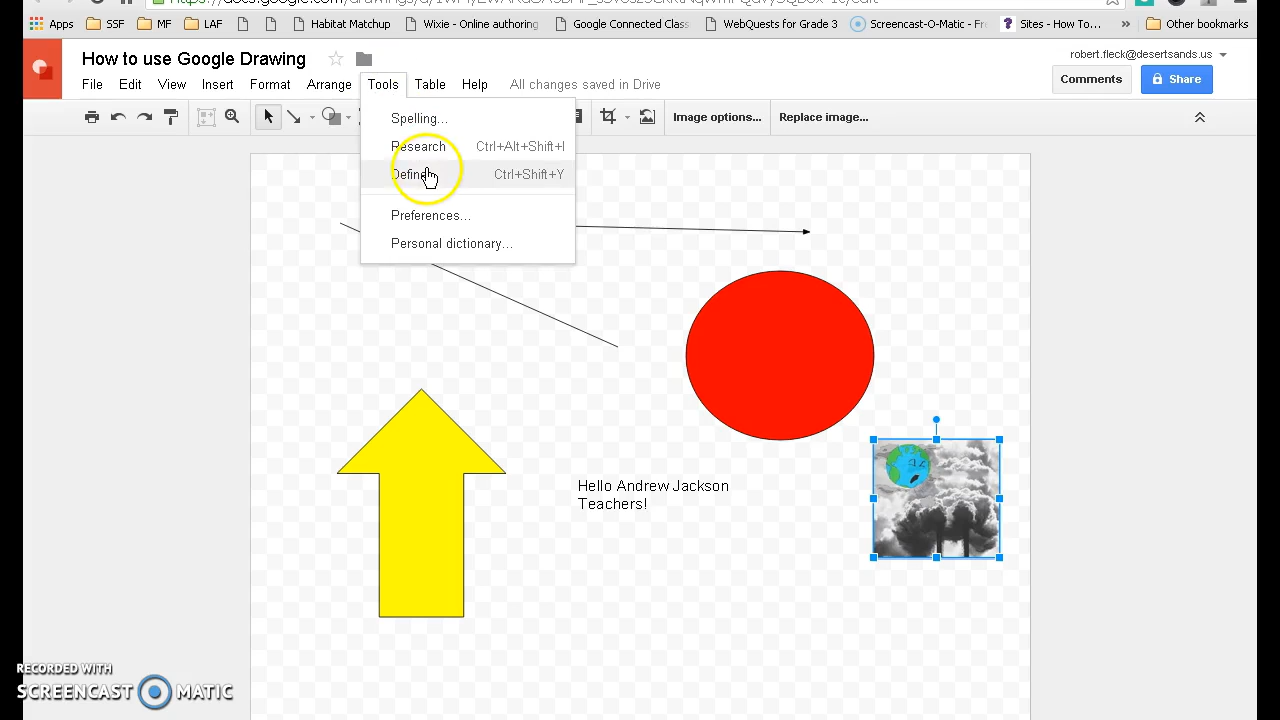 Apps SSF MF LAF Habitat Matchup Wixie - Online authoring Google Connected Class WebQuests for Grade 3 Screencast-O-Matic - Fre Sites - How To... » Other bookmarks
How to use Google Drawing
robert.fleck@desertsands.us
File Edit View Insert Format Arrange Tools Table Help All changes saved in Drive
Comments Share
Image options... Replace image...
Spelling...
Research Ctrl+Alt+Shift+I
Define Ctrl+Shift+Y
Preferences...
Personal dictionary...
Hello Andrew Jackson
Teachers!
RECORDED WITH
SCREENCAST MATIC